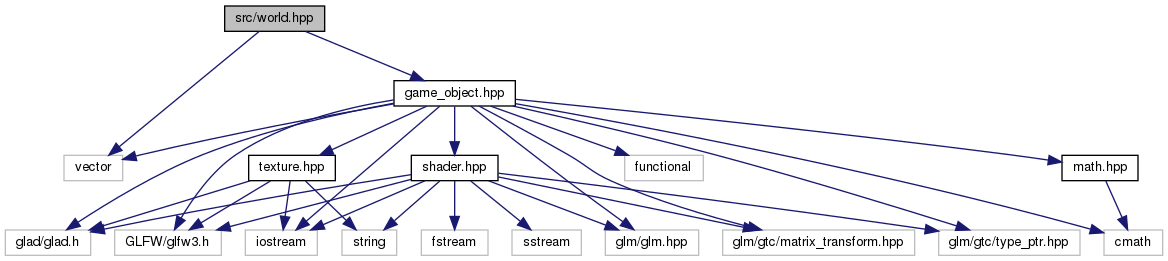 src/world.hpp
game_object.hpp
vector
texture.hpp
shader.hpp
functional
math.hpp
glad/glad.h
GLFW/glfw3.h
iostream
string
fstream
sstream
glm/glm.hpp
glm/gtc/matrix_transform.hpp
glm/gtc/type_ptr.hpp
cmath